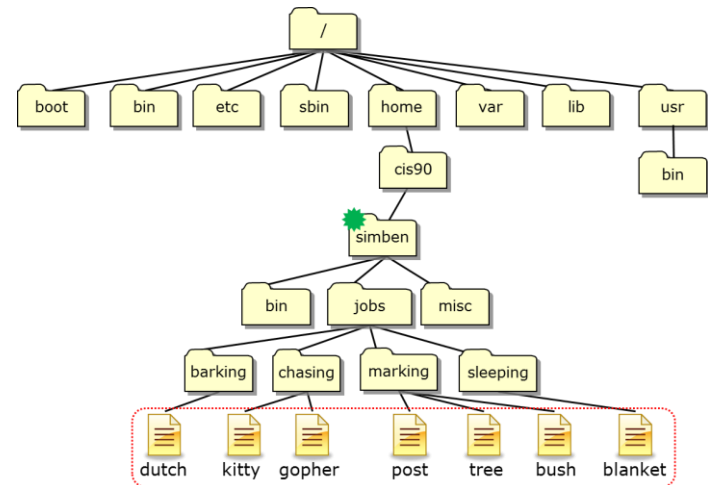 /
boot bin etc sbin home var lib usr
cis90 bin
simben
bin jobs misc
barking chasing marking sleeping
dutch kitty gopher post tree bush blanket